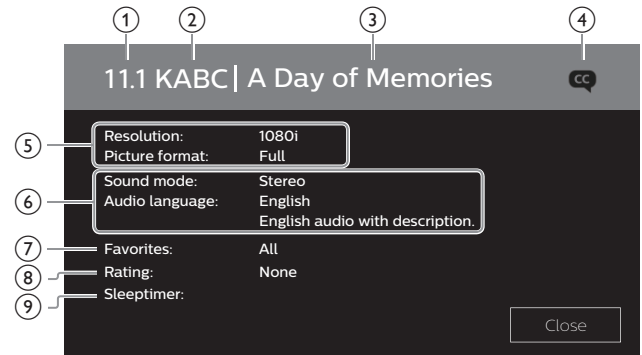 1 2 3 4
11.1 KABC | A Day of Memories CC
5 Resolution: 1080i
Picture format: Full
6 Sound mode: Stereo
Audio language: English
English audio with description.
7 Favorites: All
8 Rating: None
9 Sleeptimer:
Close